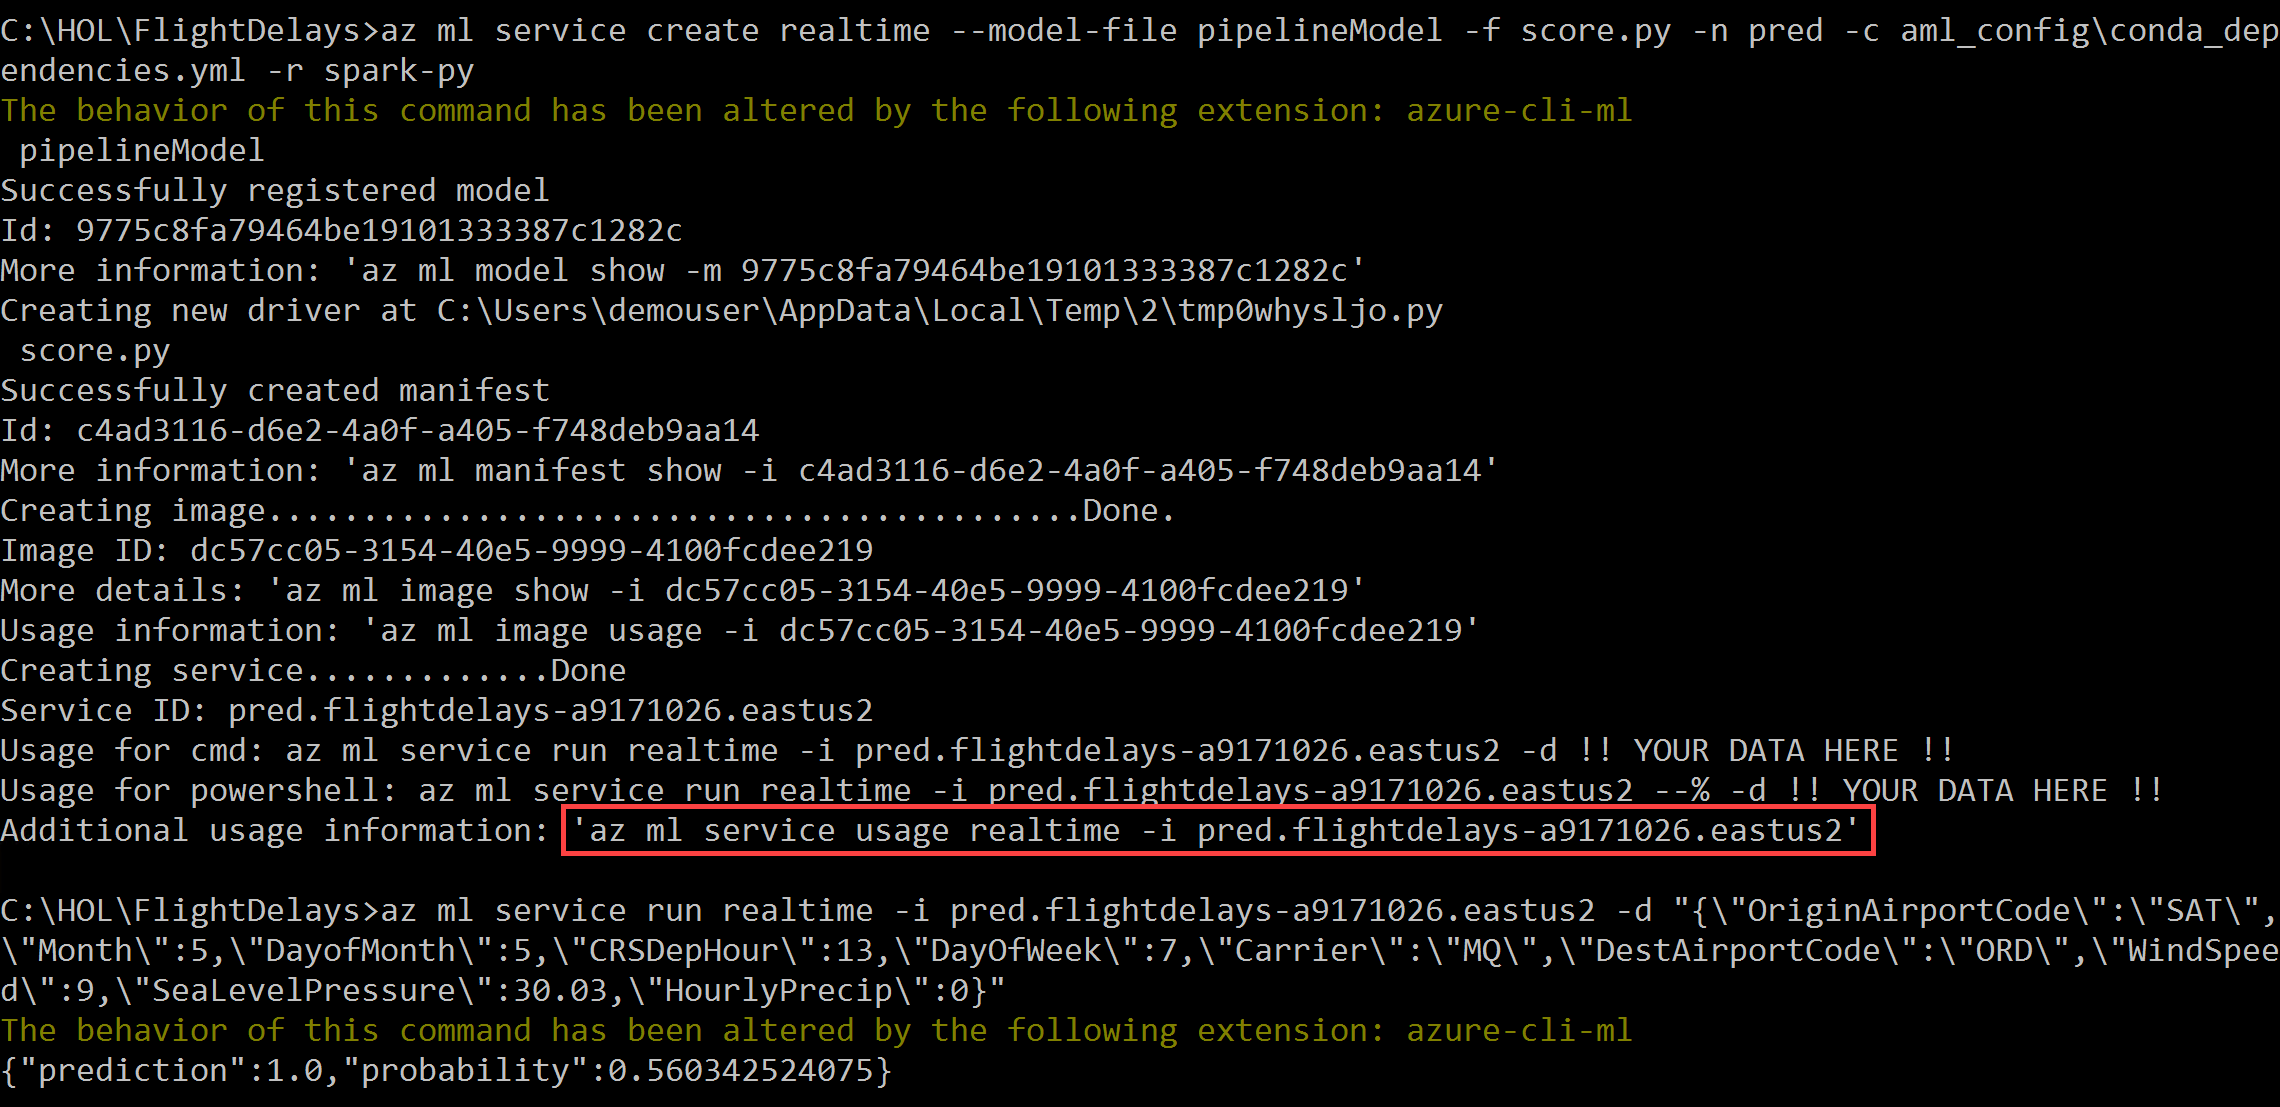 C:\HOL\FlightDelays>az ml service create realtime --model-file pipelineModel -f score.py -n pred -c aml_config\conda_dep
endencies.yml -r spark-py
The behavior of this command has been altered by the following extension: azure-cli-ml
 pipelineModel
Successfully registered model
Id: 9775c8fa79464be19101333387c1282c
More information: 'az ml model show -m 9775c8fa79464be19101333387c1282c'
Creating new driver at C:\Users\demouser\AppData\Local\Temp\2\tmp0whysljo.py
 score.py
Successfully created manifest
Id: c4ad3116-d6e2-4a0f-a405-f748deb9aa14
More information: 'az ml manifest show -i c4ad3116-d6e2-4a0f-a405-f748deb9aa14'
Creating image...........................................Done.
Image ID: dc57cc05-3154-40e5-9999-4100fcdee219
More details: 'az ml image show -i dc57cc05-3154-40e5-9999-4100fcdee219'
Usage information: 'az ml image usage -i dc57cc05-3154-40e5-9999-4100fcdee219'
Creating service.............Done
Service ID: pred.flightdelays-a9171026.eastus2
Usage for cmd: az ml service run realtime -i pred.flightdelays-a9171026.eastus2 -d !! YOUR DATA HERE !!
Usage for powershell: az ml service run realtime -i pred.flightdelays-a9171026.eastus2 --% -d !! YOUR DATA HERE !!
Additional usage information: 'az ml service usage realtime -i pred.flightdelays-a9171026.eastus2'
C:\HOL\FlightDelays>az ml service run realtime -i pred.flightdelays-a9171026.eastus2 -d "{\"OriginAirportCode\":\"SAT\",
\"Month\":5,\"DayofMonth\":5,\"CRSDepHour\":13,\"DayOfWeek\":7,\"Carrier\":\"MQ\",\"DestAirportCode\":\"ORD\",\"WindSpee
d\":9,\"SeaLevelPressure\":30.03,\"HourlyPrecip\":0}"
The behavior of this command has been altered by the following extension: azure-cli-ml
{"prediction":1.0,"probability":0.560342524075}